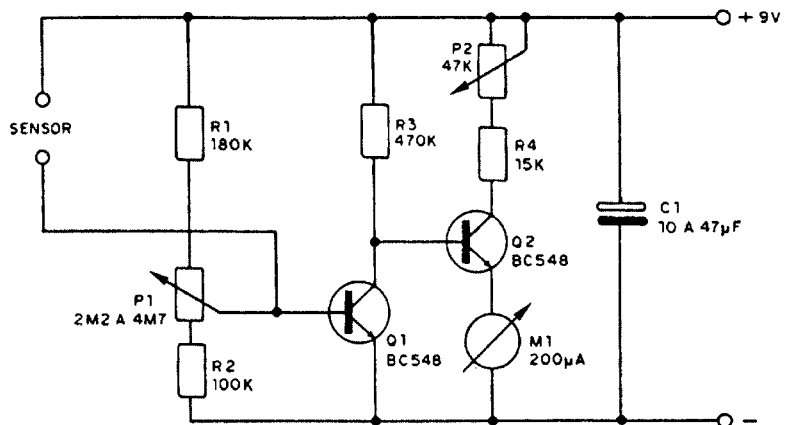 + 9V
P2
47K
SENSOR
R1
180K
R3
470K
R4
15K
C1
10 A 47µF
Q2
BC548
P1
2M2 A 4M7
Q1
BC548
M1
200µA
R2
100K
–